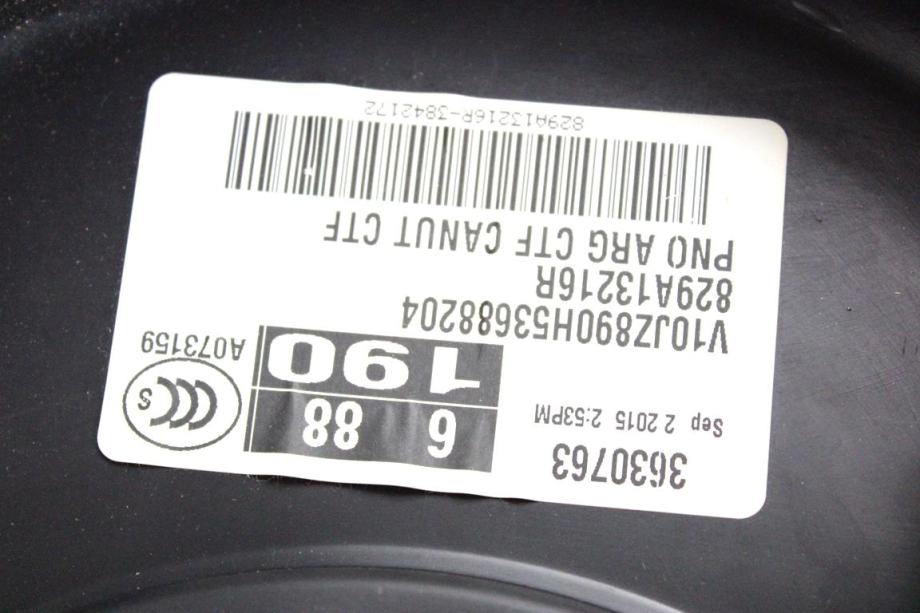 3630763
6 88
Sep 2 2015 2:53PM
190
CCC S
A073159
V10JZ890H53688204
829A13216R
PNO ARG CTF CANUT CTF
829A13216R-3842172